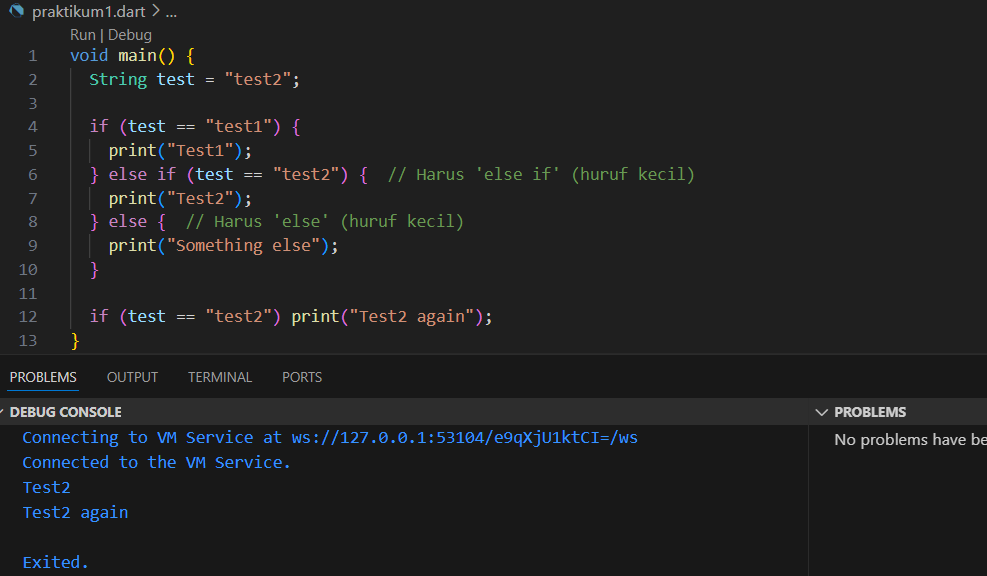 praktikum1.dart > ...
Run | Debug
1 void main() {
2   String test = "test2";
3
4   if (test == "test1") {
5     print("Test1");
6   } else if (test == "test2") {  // Harus 'else if' (huruf kecil)
7     print("Test2");
8   } else {  // Harus 'else' (huruf kecil)
9     print("Something else");
10   }
11
12   if (test == "test2") print("Test2 again");
13 }
PROBLEMS OUTPUT TERMINAL PORTS
DEBUG CONSOLE
Connecting to VM Service at ws://127.0.0.1:53104/e9qXjU1ktCI=/ws
Connected to the VM Service.
Test2
Test2 again
Exited.
PROBLEMS
No problems have be